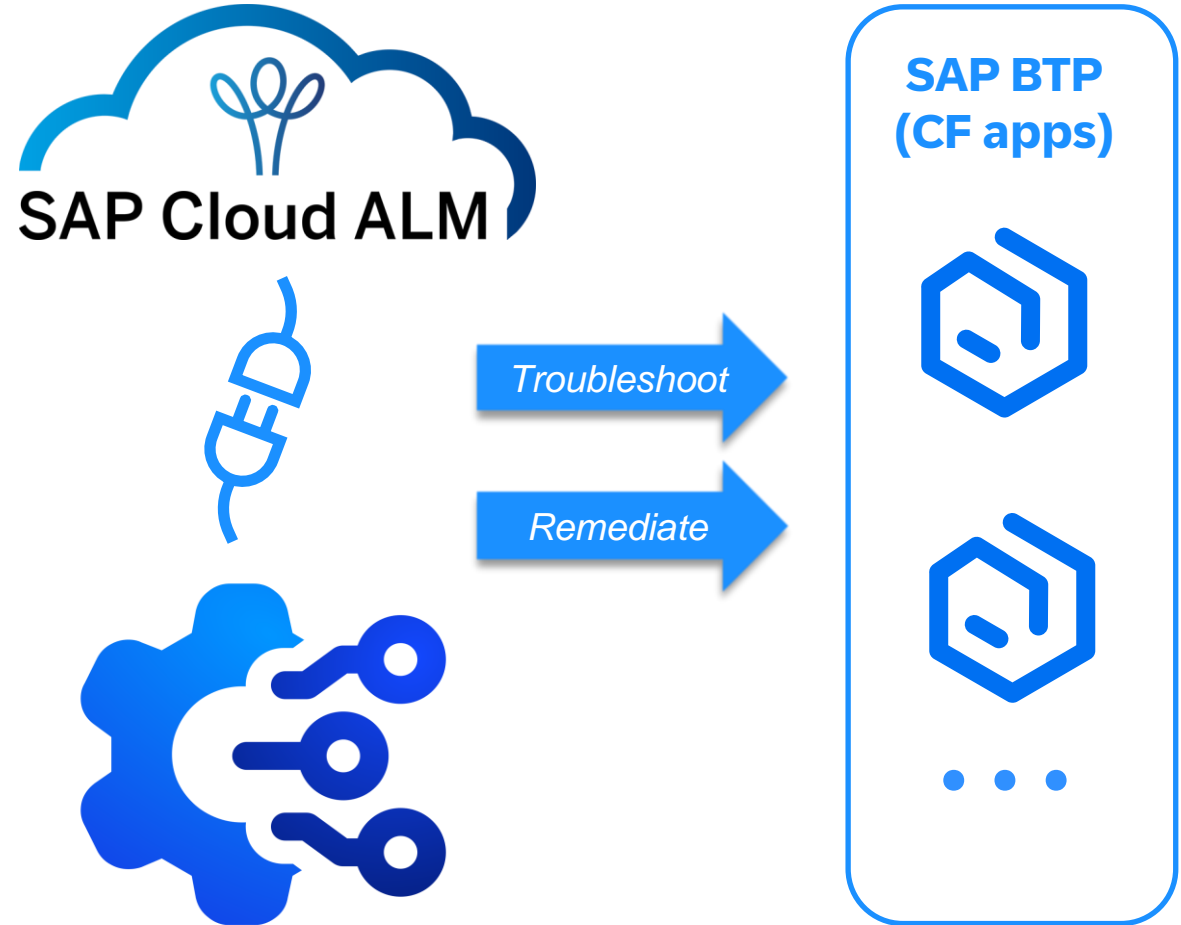 SAP Cloud ALM
SAP BTP
(CF apps)
Troubleshoot
Remediate